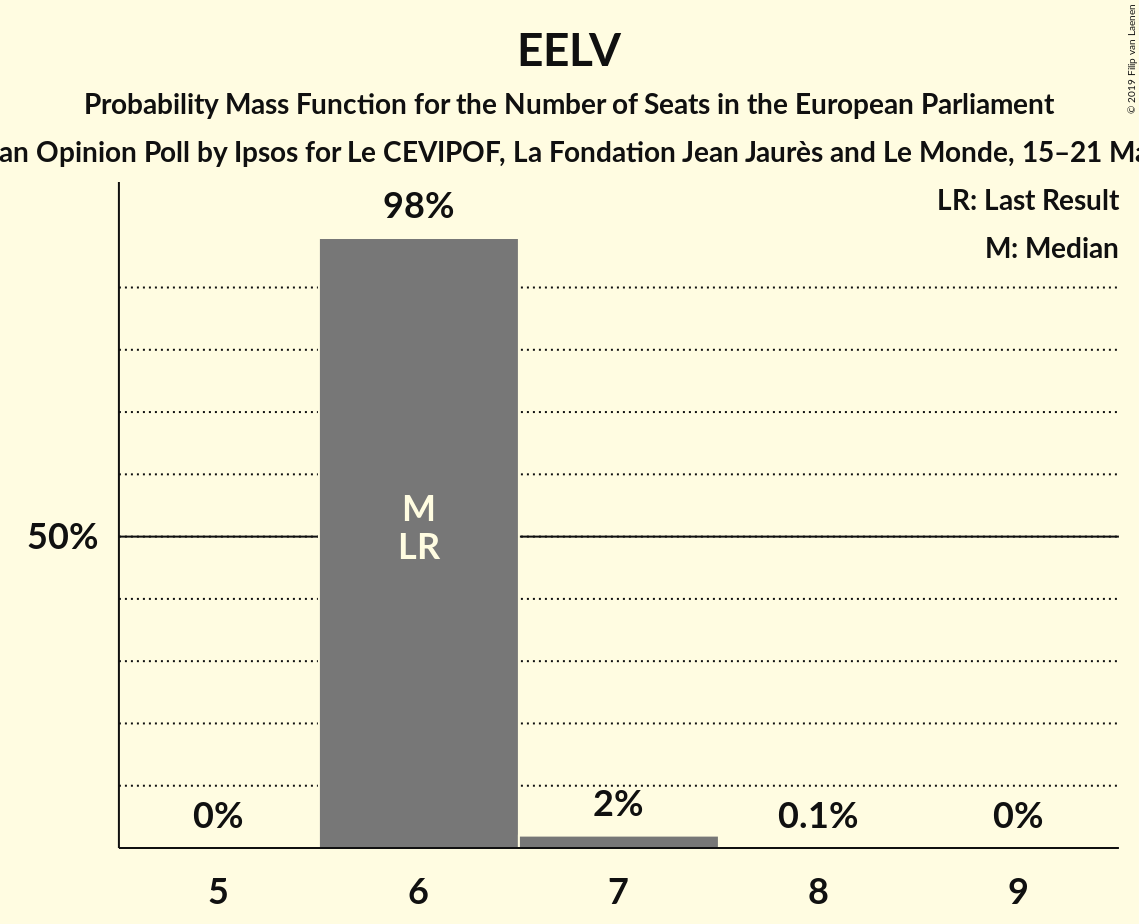 EELV
Probability Mass Function for the Number of Seats in the European Parliament
an Opinion Poll by Ipsos for Le CEVIPOF, La Fondation Jean Jaurès and Le Monde, 15–21 Ma
© 2019 Filip van Laenen
LR: Last Result
M: Median
98%
M
LR
50%
0%
2%
0.1%
0%
5 6 7 8 9